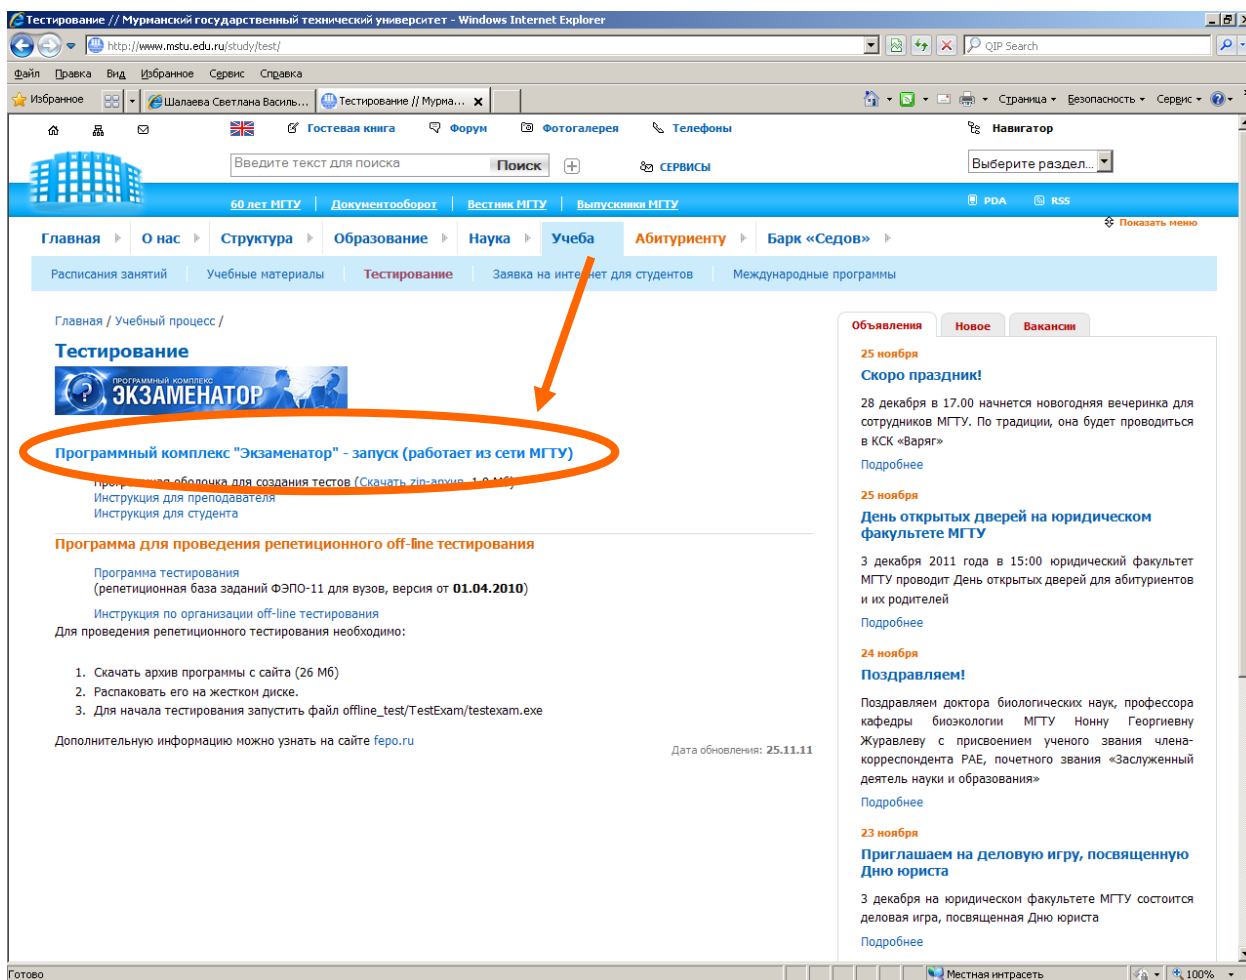 Тестирование // Мурманский государственный технический университет - Windows Internet Explorer
http://www.mstu.edu.ru/study/test/
QIP Search
Файл Правка Вид Избранное Сервис Справка
Избранное
Шалаева Светлана Василь...
Тестирование // Мурма...
Страница
Безопасность
Сервис
Гостевая книга
Форум
Фотогалерея
Телефоны
Навигатор
Введите текст для поиска
Поиск
СЕРВИСЫ
Выберите раздел...
60 лет МГТУ
Документооборот
Вестник МГТУ
Выпускники МГТУ
PDA
RSS
Показать меню
Главная
О нас
Структура
Образование
Наука
Учеба
Абитуриенту
Барк «Седов»
Расписания занятий
Учебные материалы
Тестирование
Заявка на интернет для студентов
Международные программы
Главная / Учебный процесс /
Тестирование
ПРОГРАММНЫЙ КОМПЛЕКС
ЭКЗАМЕНАТОР
Программный комплекс "Экзаменатор" - запуск (работает из сети МГТУ)
Программная оболочка для создания тестов (Скачать zip-архив, 1.9 Мб)
Инструкция для преподавателя
Инструкция для студента
Программа для проведения репетиционного off-line тестирования
Программа тестирования
(репетиционная база заданий ФЭПО-11 для вузов, версия от 01.04.2010)
Инструкция по организации off-line тестирования
Для проведения репетиционного тестирования необходимо:
1. Скачать архив программы с сайта (26 Мб)
2. Распаковать его на жестком диске.
3. Для начала тестирования запустить файл offline_test/TestExam/testexam.exe
Дополнительную информацию можно узнать на сайте fepo.ru
Дата обновления: 25.11.11
Объявления
Новое
Вакансии
25 ноября
Скоро праздник!
28 декабря в 17.00 начнется новогодняя вечеринка для
сотрудников МГТУ. По традиции, она будет проводиться
в КСК «Варяг»
Подробнее
25 ноября
День открытых дверей на юридическом
факультете МГТУ
3 декабря 2011 года в 15:00 юридический факультет
МГТУ проводит День открытых дверей для абитуриентов
и их родителей
Подробнее
24 ноября
Поздравляем!
Поздравляем доктора биологических наук, профессора
кафедры биоэкологии МГТУ Нонну Георгиевну
Журавлеву с присвоением ученого звания члена-
корреспондента РАЕ, почетного звания «Заслуженный
деятель науки и образования»
Подробнее
23 ноября
Приглашаем на деловую игру, посвященную
Дню юриста
3 декабря на юридическом факультете МГТУ состоится
деловая игра, посвященная Дню юриста
Подробнее
Готово
Местная интрасеть
100%